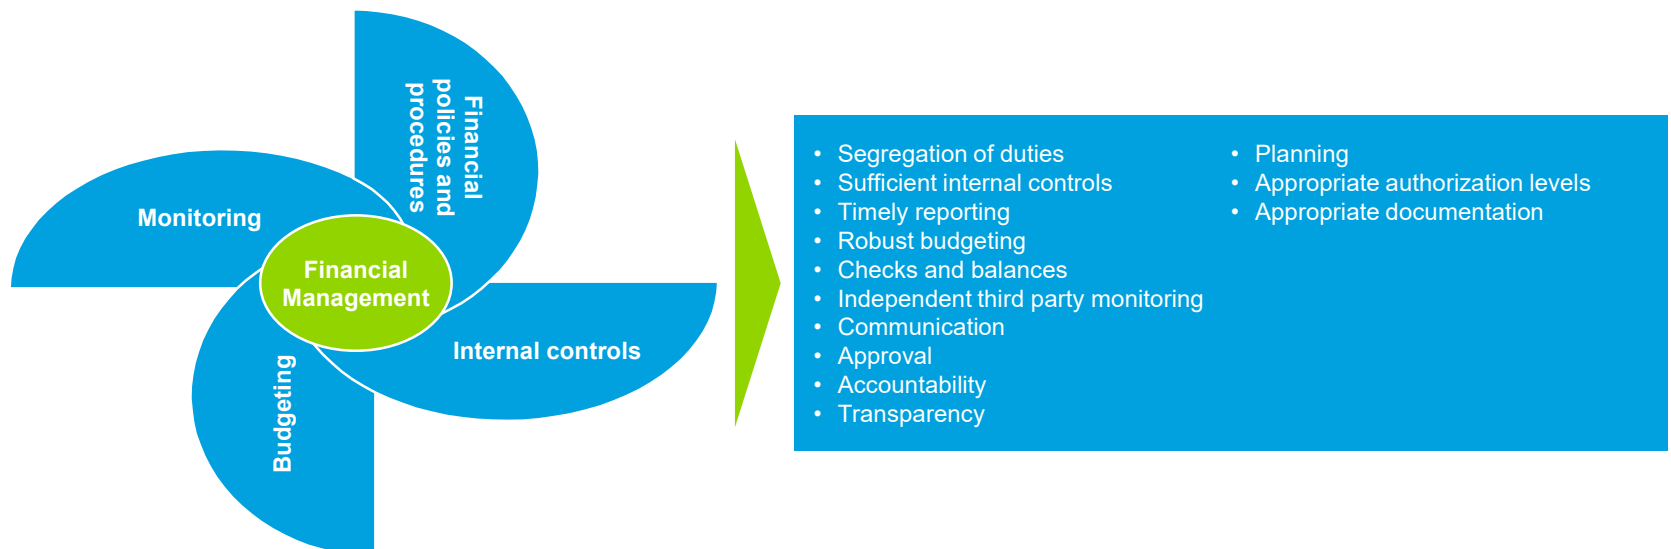 Financial
policies and
procedures
Monitoring
Financial
Management
Internal controls
Budgeting
• Segregation of duties
• Sufficient internal controls
• Timely reporting
• Robust budgeting
• Checks and balances
• Independent third party monitoring
• Communication
• Approval
• Accountability
• Transparency
• Planning
• Appropriate authorization levels
• Appropriate documentation